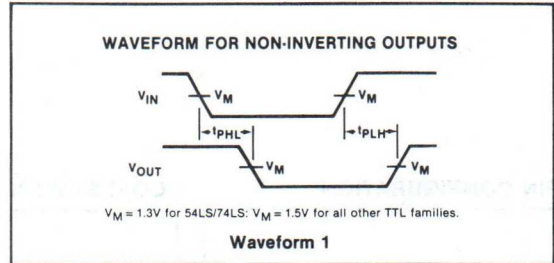 WAVEFORM FOR NON-INVERTING OUTPUTS
VIN VM VM
tPHL tPLH
VOUT VM VM
VM = 1.3V for 54LS/74LS: VM = 1.5V for all other TTL families.
Waveform 1